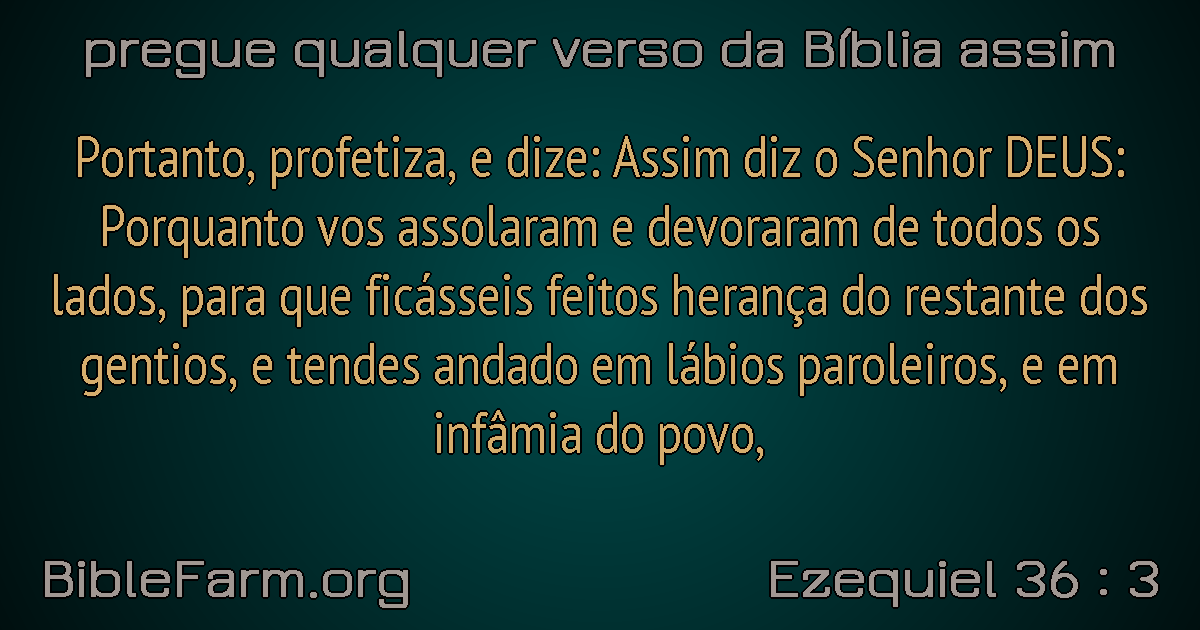 pregue qualquer verso da Bíblia assim
Portanto, profetiza, e dize: Assim diz o Senhor DEUS:
Porquanto vos assolaram e devoraram de todos os
lados, para que ficásseis feitos herança do restante dos
gentios, e tendes andado em lábios paroleiros, e em
infâmia do povo,
BibleFarm.org
Ezequiel 36 : 3